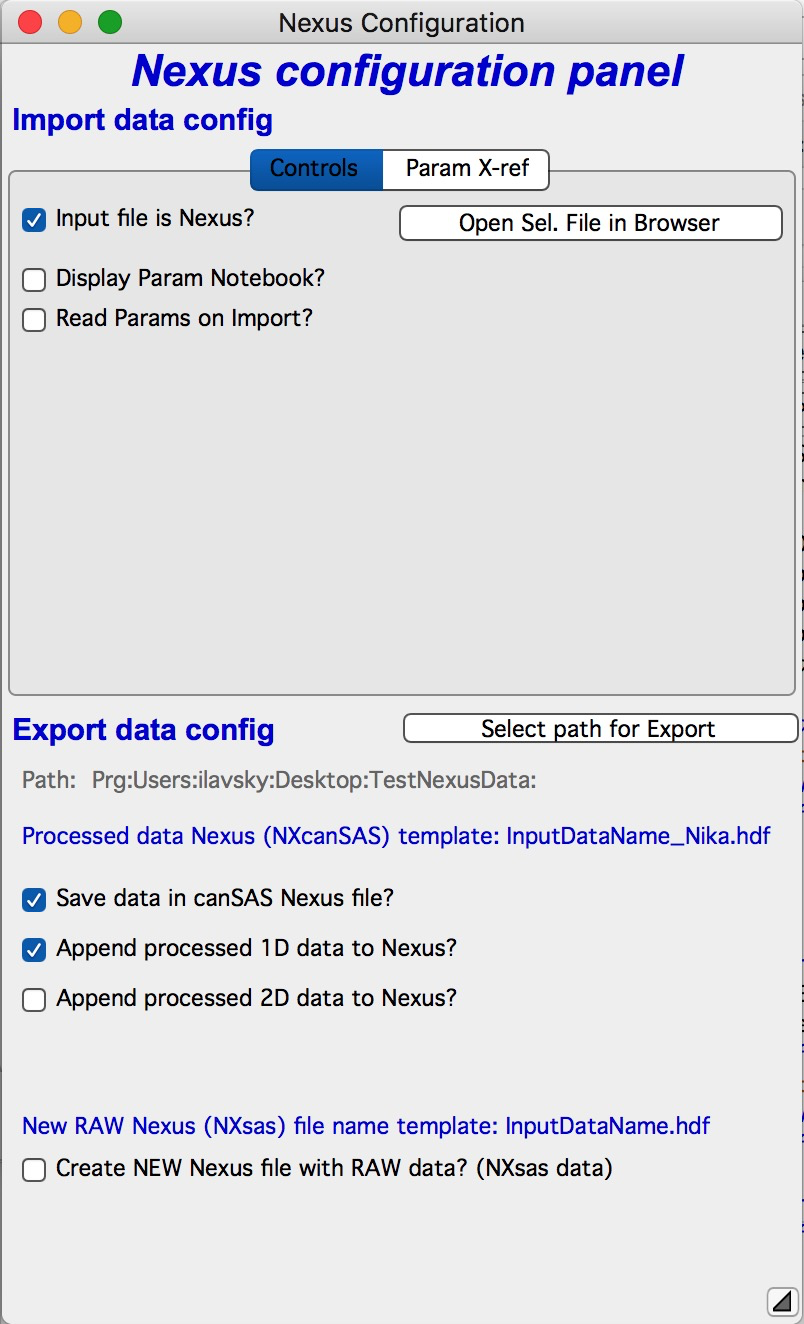 Nexus Configuration
Nexus configuration panel
Import data config
Controls Param X-ref
Input file is Nexus? Open Sel. File in Browser
Display Param Notebook?
Read Params on Import?
Export data config Select path for Export
Path: Prg:Users:ilavsky:Desktop:TestNexusData:
Processed data Nexus (NXcanSAS) template: InputDataName_Nika.hdf
Save data in canSAS Nexus file?
Append processed 1D data to Nexus?
Append processed 2D data to Nexus?
New RAW Nexus (NXsas) file name template: InputDataName.hdf
Create NEW Nexus file with RAW data? (NXsas data)